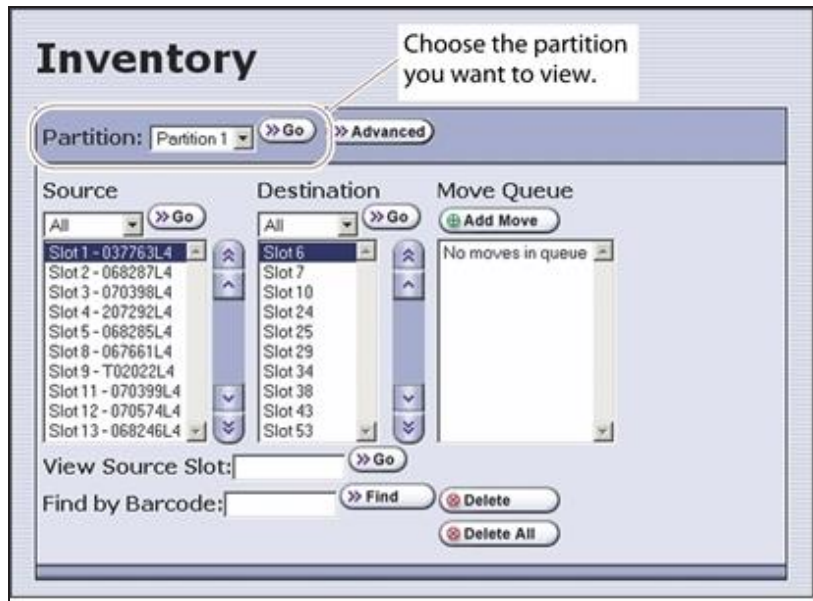 Inventory
Choose the partition
you want to view.
Partition: Partition 1 Go Advanced
Source
All Go
Slot 1 - 037763L4
Slot 2 - 068287L4
Slot 3 - 070398L4
Slot 4 - 207292L4
Slot 5 - 068285L4
Slot 8 - 067661L4
Slot 9 - T02022L4
Slot 11 - 070399L4
Slot 12 - 070574L4
Slot 13 - 068246L4
Destination
All Go
Slot 6
Slot 7
Slot 10
Slot 24
Slot 25
Slot 29
Slot 34
Slot 38
Slot 43
Slot 53
Move Queue
Add Move
No moves in queue
View Source Slot: Go
Find by Barcode: Find
Delete
Delete All